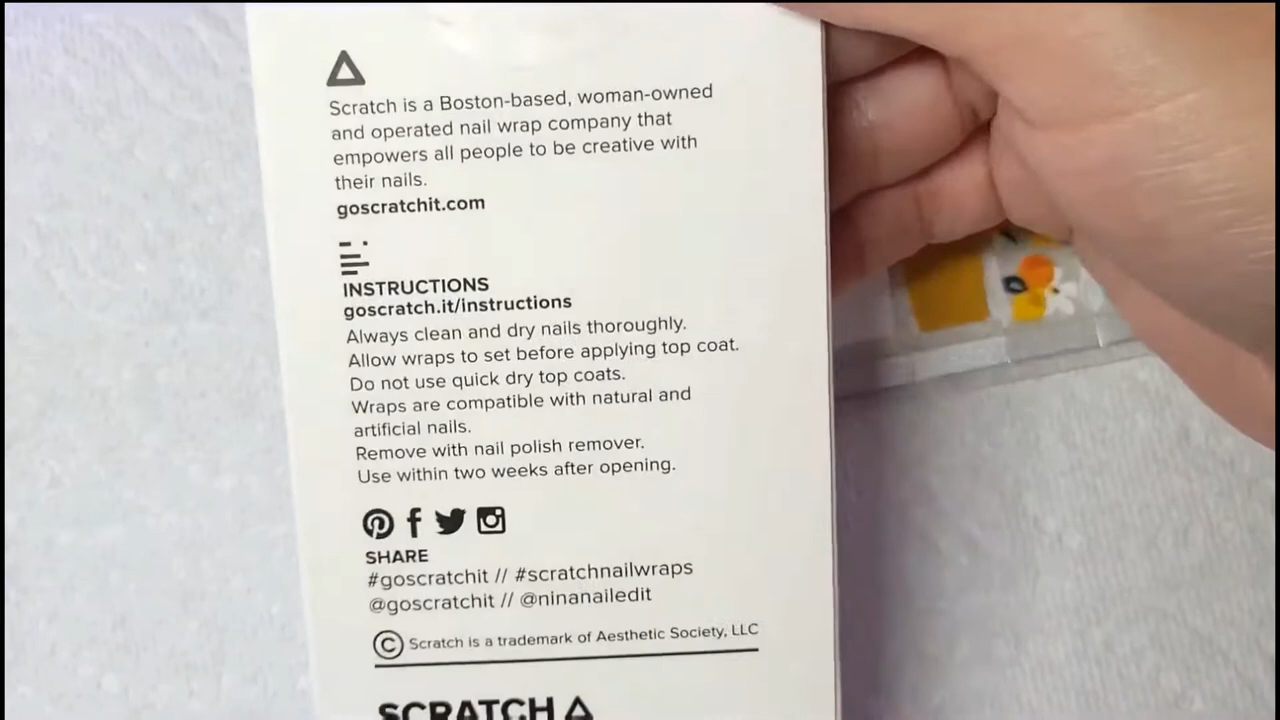 Scratch is a Boston-based, woman-owned
and operated nail wrap company that
empowers all people to be creative with
their nails.
goscratchit.com
INSTRUCTIONS
goscratch.it/instructions
Always clean and dry nails thoroughly.
Allow wraps to set before applying top coat.
Do not use quick dry top coats.
Wraps are compatible with natural and
artificial nails.
Remove with nail polish remover.
Use within two weeks after opening.
SHARE
#goscratchit // #scratchnailwraps
@goscratchit // @ninanailedit
© Scratch is a trademark of Aesthetic Society, LLC
SCRATCH